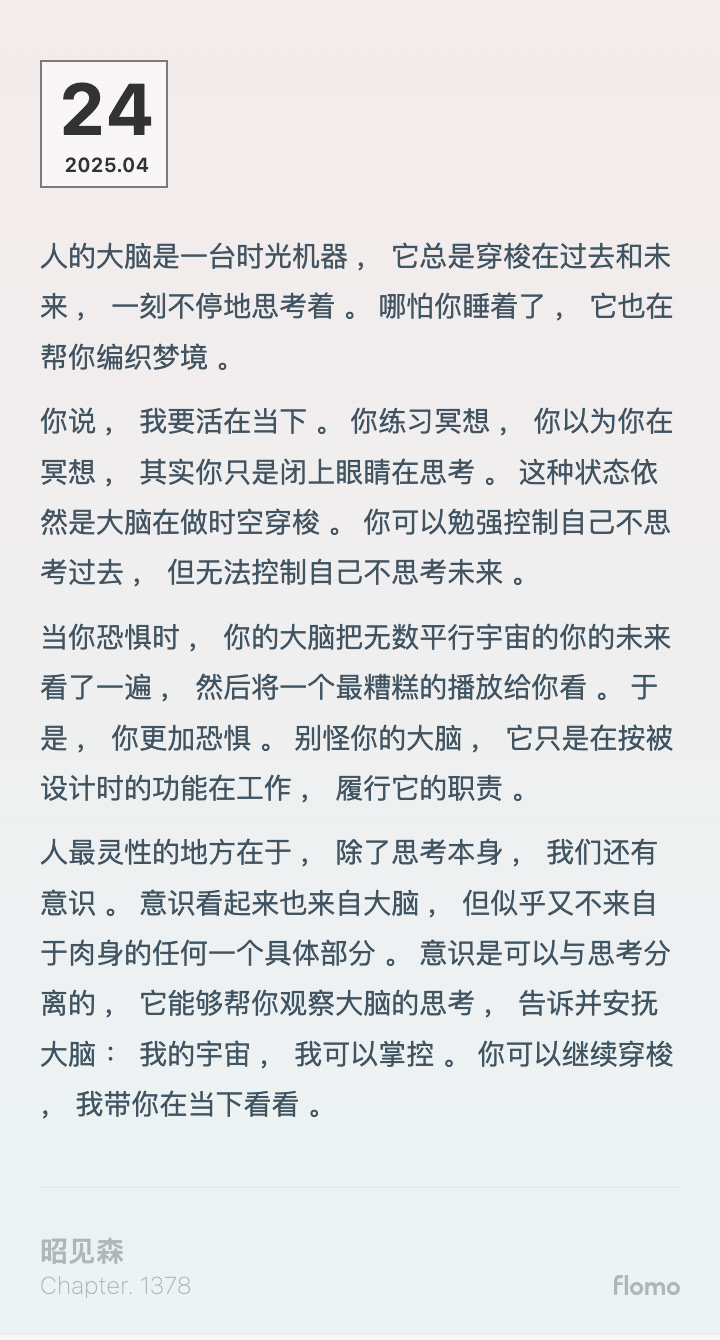 24
2025.04
人的大脑是一台时光机器， 它总是穿梭在过去和未
来， 一刻不停地思考着。 哪怕你睡着了， 它也在
帮你编织梦境。
你说， 我要活在当下。 你练习冥想， 你以为你在
冥想， 其实你只是闭上眼睛在思考。 这种状态依
然是大脑在做时空穿梭。 你可以勉强控制自己不思
考过去， 但无法控制自己不思考未来。
当你恐惧时， 你的大脑把无数平行宇宙的你的未来
看了一遍， 然后将一个最糟糕的播放给你看。 于
是， 你更加恐惧。 别怪你的大脑， 它只是在按被
设计时的功能在工作， 履行它的职责。
人最灵性的地方在于， 除了思考本身， 我们还有
意识。 意识看起来也来自大脑， 但似乎又不来自
于肉身的任何一个具体部分。 意识是可以与思考分
离的， 它能够帮你观察大脑的思考， 告诉并安抚
大脑： 我的宇宙， 我可以掌控。 你可以继续穿梭
， 我带你在当下看看。
昭见森
Chapter. 1378
flomo